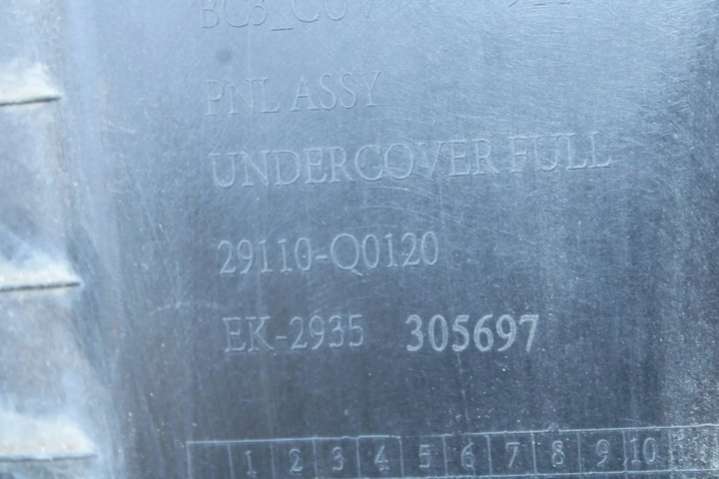 PNL ASSY
UNDERCOVER FULL
29110-Q0120
EK-2935 305697
1 2 3 4 5 6 7 8 9 10